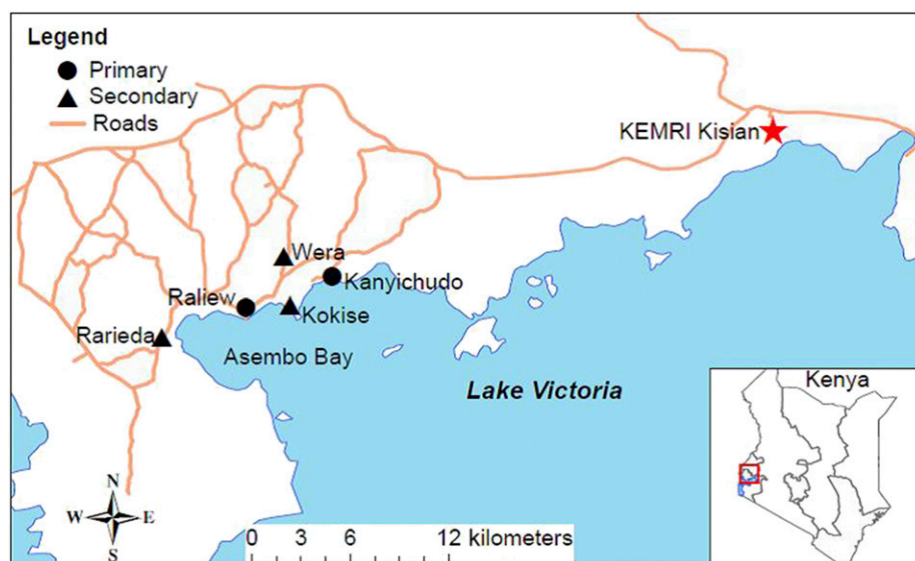 Legend
Primary
Secondary
Roads
KEMRI Kisian
Wera
Kanyichudo
Raliew
Kokise
Rarieda
Asembo Bay
Lake Victoria
Kenya
N
W E
S
0 3 6 12 kilometers